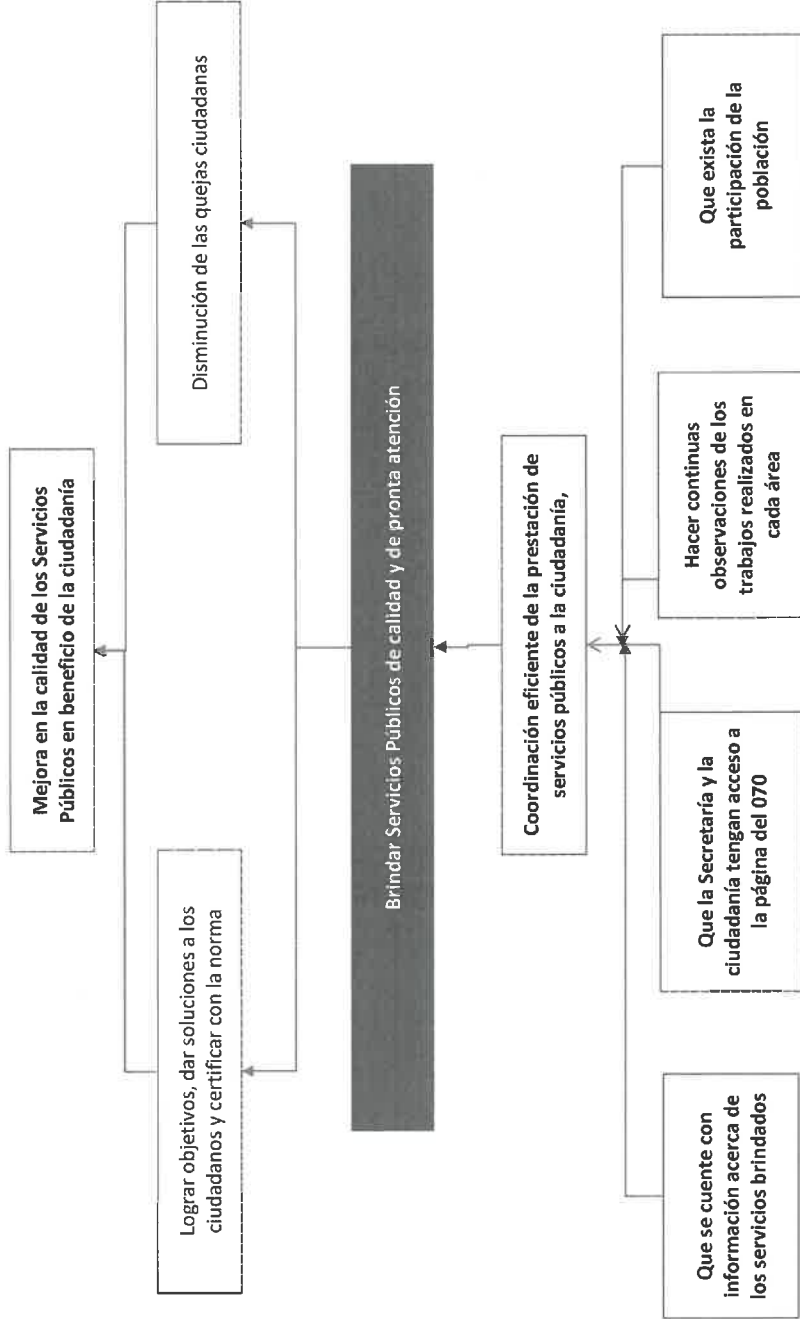 Mejora en la calidad de los Servicios
Públicos en beneficio de la ciudadanía
Lograr objetivos, dar soluciones a los
ciudadanos y certificar con la norma
Disminución de las quejas ciudadanas
Brindar Servicios Públicos de calidad y de pronta atención
Coordinación eficiente de la prestación de
servicios públicos a la ciudadanía,
Que se cuente con
información acerca de
los servicios brindados
Que la Secretaría y la
ciudadanía tengan acceso a
la página del 070
Hacer continuas
observaciones de los
trabajos realizados en
cada área
Que exista la
participación de la
población